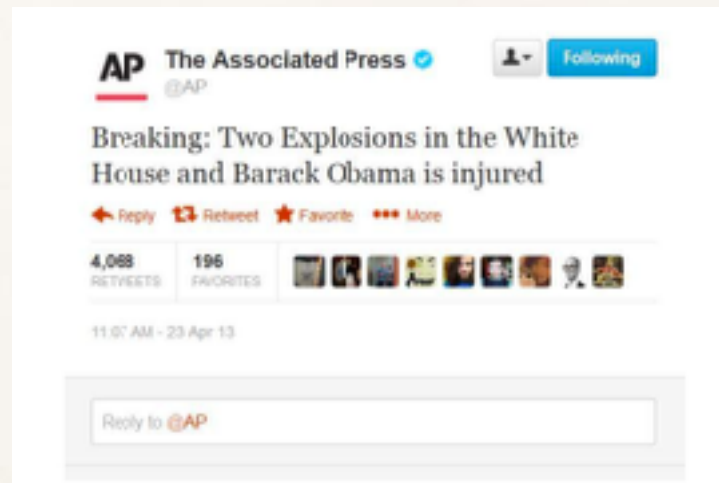 AP The Associated Press
@AP
Following
Breaking: Two Explosions in the White
House and Barack Obama is injured
Reply Retweet Favorite More
4,068 196
RETWEETS FAVORITES
11:07 AM - 23 Apr 13
Reply to @AP